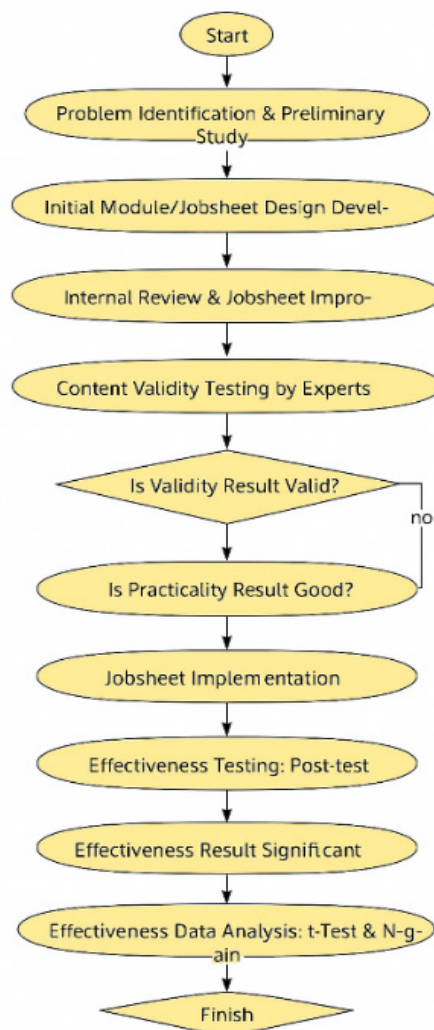 Start
Problem Identification & Preliminary
Study
Initial Module/Jobsheet Design Devel-
Internal Review & Jobsheet Impro-
Content Validity Testing by Experts
Is Validity Result Valid?
no
Is Practicality Result Good?
Jobsheet Implementation
Effectiveness Testing: Post-test
Effectiveness Result Significant
Effectiveness Data Analysis: t-Test & N-g-
ain
Finish